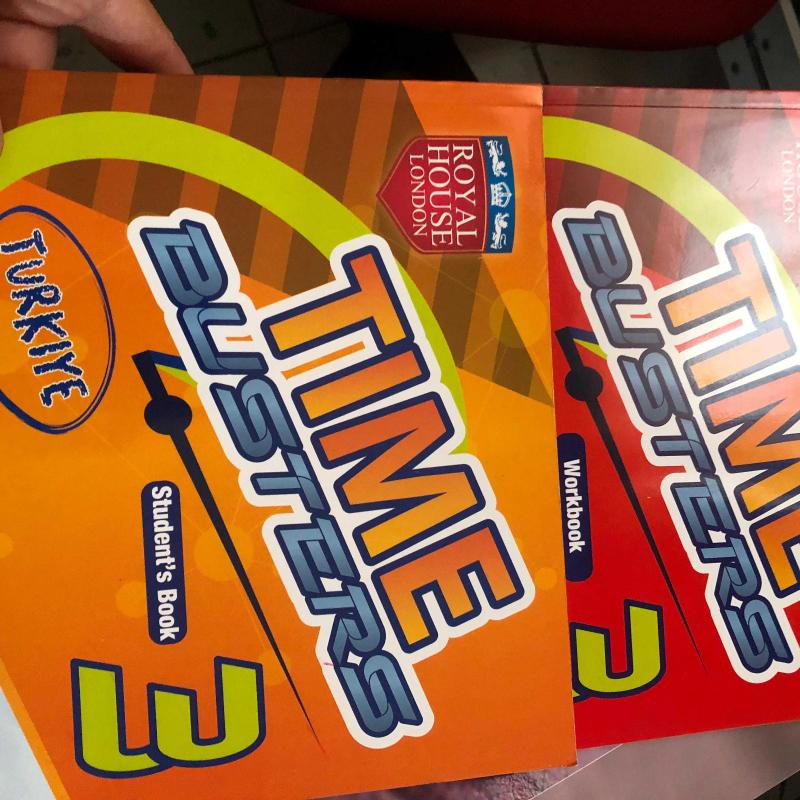 ROYAL
HOUSE
LONDON
TIME
BUSTERS
TURKIYE
Student's Book
3
LONDON
TIME
BUSTERS
Workbook
3